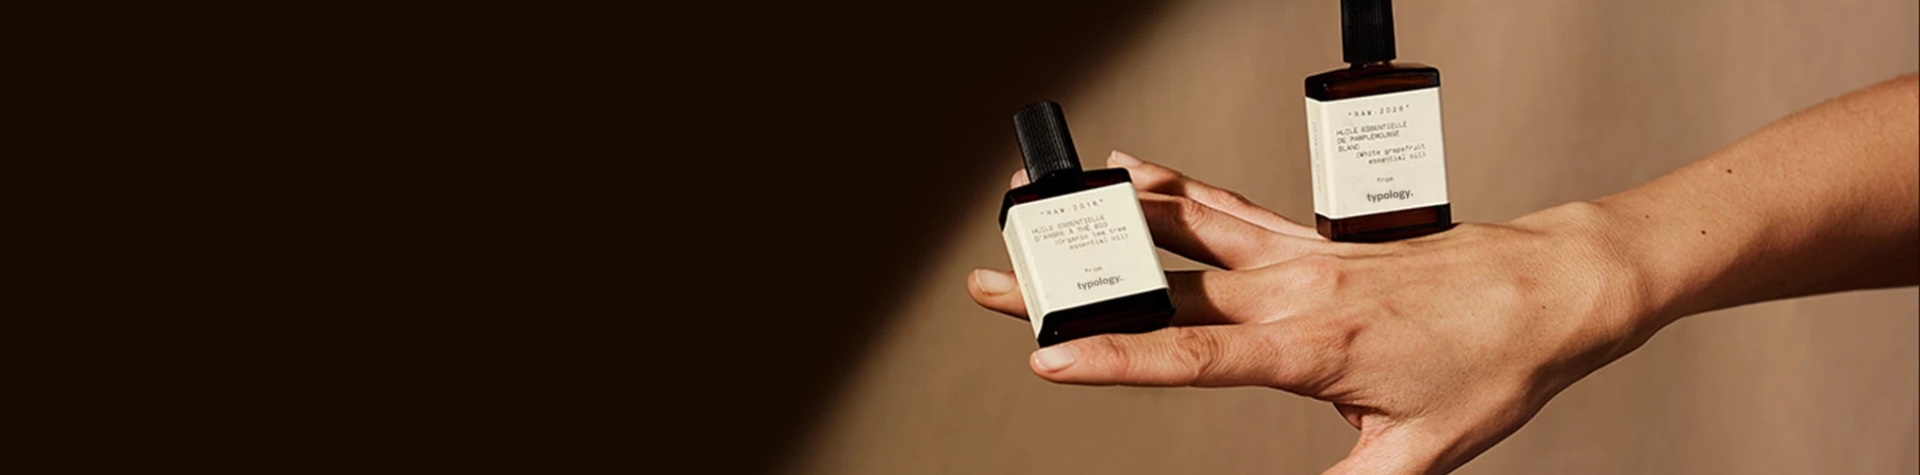 "RAW·2016"
HUILE ESSENTIELLE
D'ARBRE À THÉ BIO
(Organic tea tree
essential oil)
from
typology.
"RAW·2026"
HUILE ESSENTIELLE
DE PAMPLEMOUSSE
BLANC
(White grapefruit
essential oil)
from
typology.